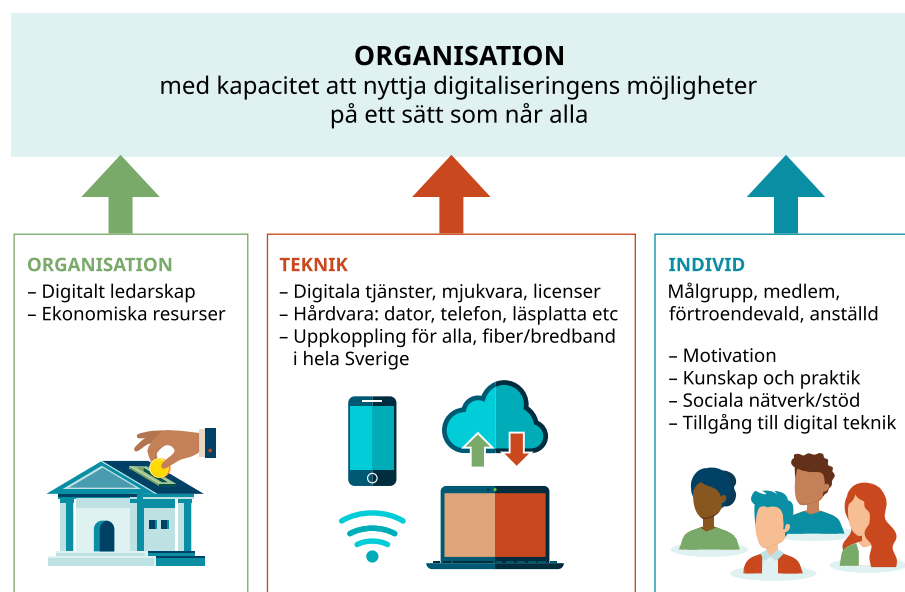 ORGANISATION
med kapacitet att nyttja digitaliseringens möjligheter
på ett sätt som når alla
ORGANISATION
– Digitalt ledarskap
– Ekonomiska resurser
TEKNIK
– Digitala tjänster, mjukvara, licenser
– Hårdvara: dator, telefon, läsplatta etc
– Uppkoppling för alla, fiber/bredband
i hela Sverige
INDIVID
Målgrupp, medlem,
förtroendevald, anställd
– Motivation
– Kunskap och praktik
– Sociala nätverk/stöd
– Tillgång till digital teknik